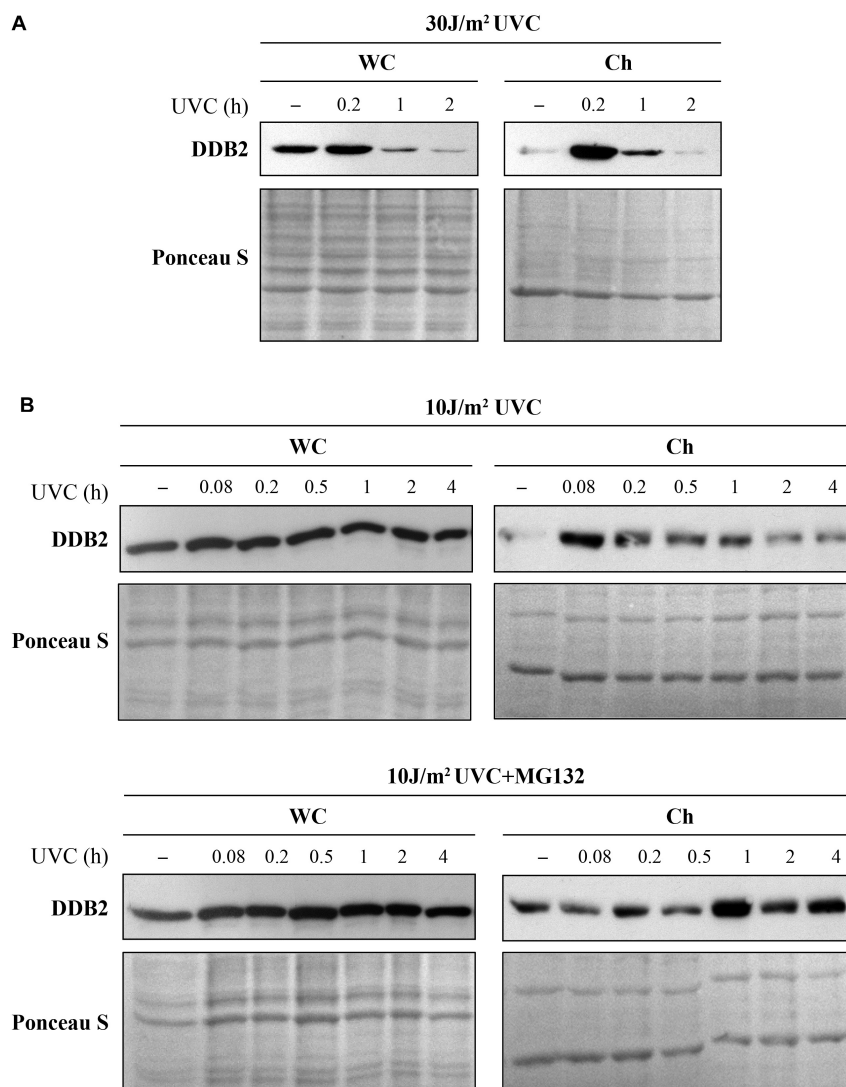 A
30J/m² UVC
WC Ch
UVC (h) – 0.2 1 2 – 0.2 1 2
DDB2
Ponceau S
B
10J/m² UVC
WC Ch
UVC (h) – 0.08 0.2 0.5 1 2 4 – 0.08 0.2 0.5 1 2 4
DDB2
Ponceau S
10J/m² UVC+MG132
WC Ch
UVC (h) – 0.08 0.2 0.5 1 2 4 – 0.08 0.2 0.5 1 2 4
DDB2
Ponceau S